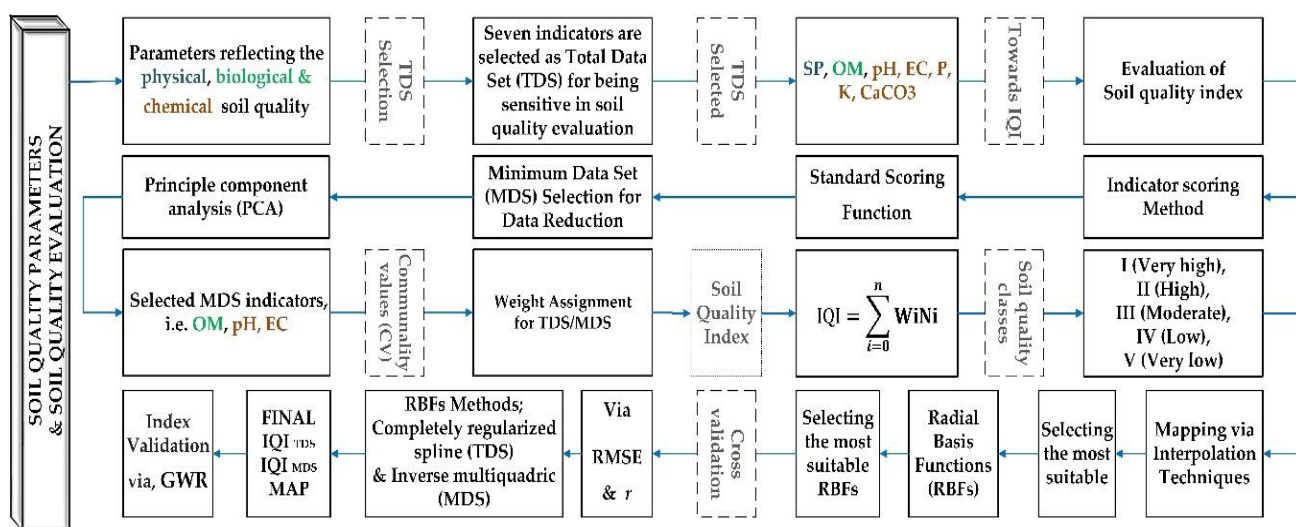 SOIL QUALITY PARAMETERS
& SOIL QUALITY EVALUATION
Parameters reflecting the
physical, biological &
chemical soil quality
TDS
Selection
Seven indicators are
selected as Total Data
Set (TDS) for being
sensitive in soil
quality evaluation
TDS
Selected
SP, OM, pH, EC, P,
K, CaCO3
Towards IQI
Evaluation of
Soil quality index
Indicator scoring
Method
Standard Scoring
Function
Minimum Data Set
(MDS) Selection for
Data Reduction
Principle component
analysis (PCA)
Selected MDS indicators,
i.e. OM, pH, EC
Communality
values (CV)
Weight Assignment
for TDS/MDS
Soil
Quality
Index
IQI = ∑ⁿᵢ₌₀ WiNi
Soil quality
classes
I (Very high),
II (High),
III (Moderate),
IV (Low),
V (Very low)
Mapping via
Interpolation
Techniques
Selecting
the most
suitable
Radial
Basis
Functions
(RBFs)
Selecting
the most
suitable
RBFs
Cross
validation
Via
RMSE
& r
RBFs Methods;
Completely regularized
spline (TDS)
& Inverse multiquadric
(MDS)
FINAL
IQI TDS
IQI MDS
MAP
Index
Validation
via, GWR